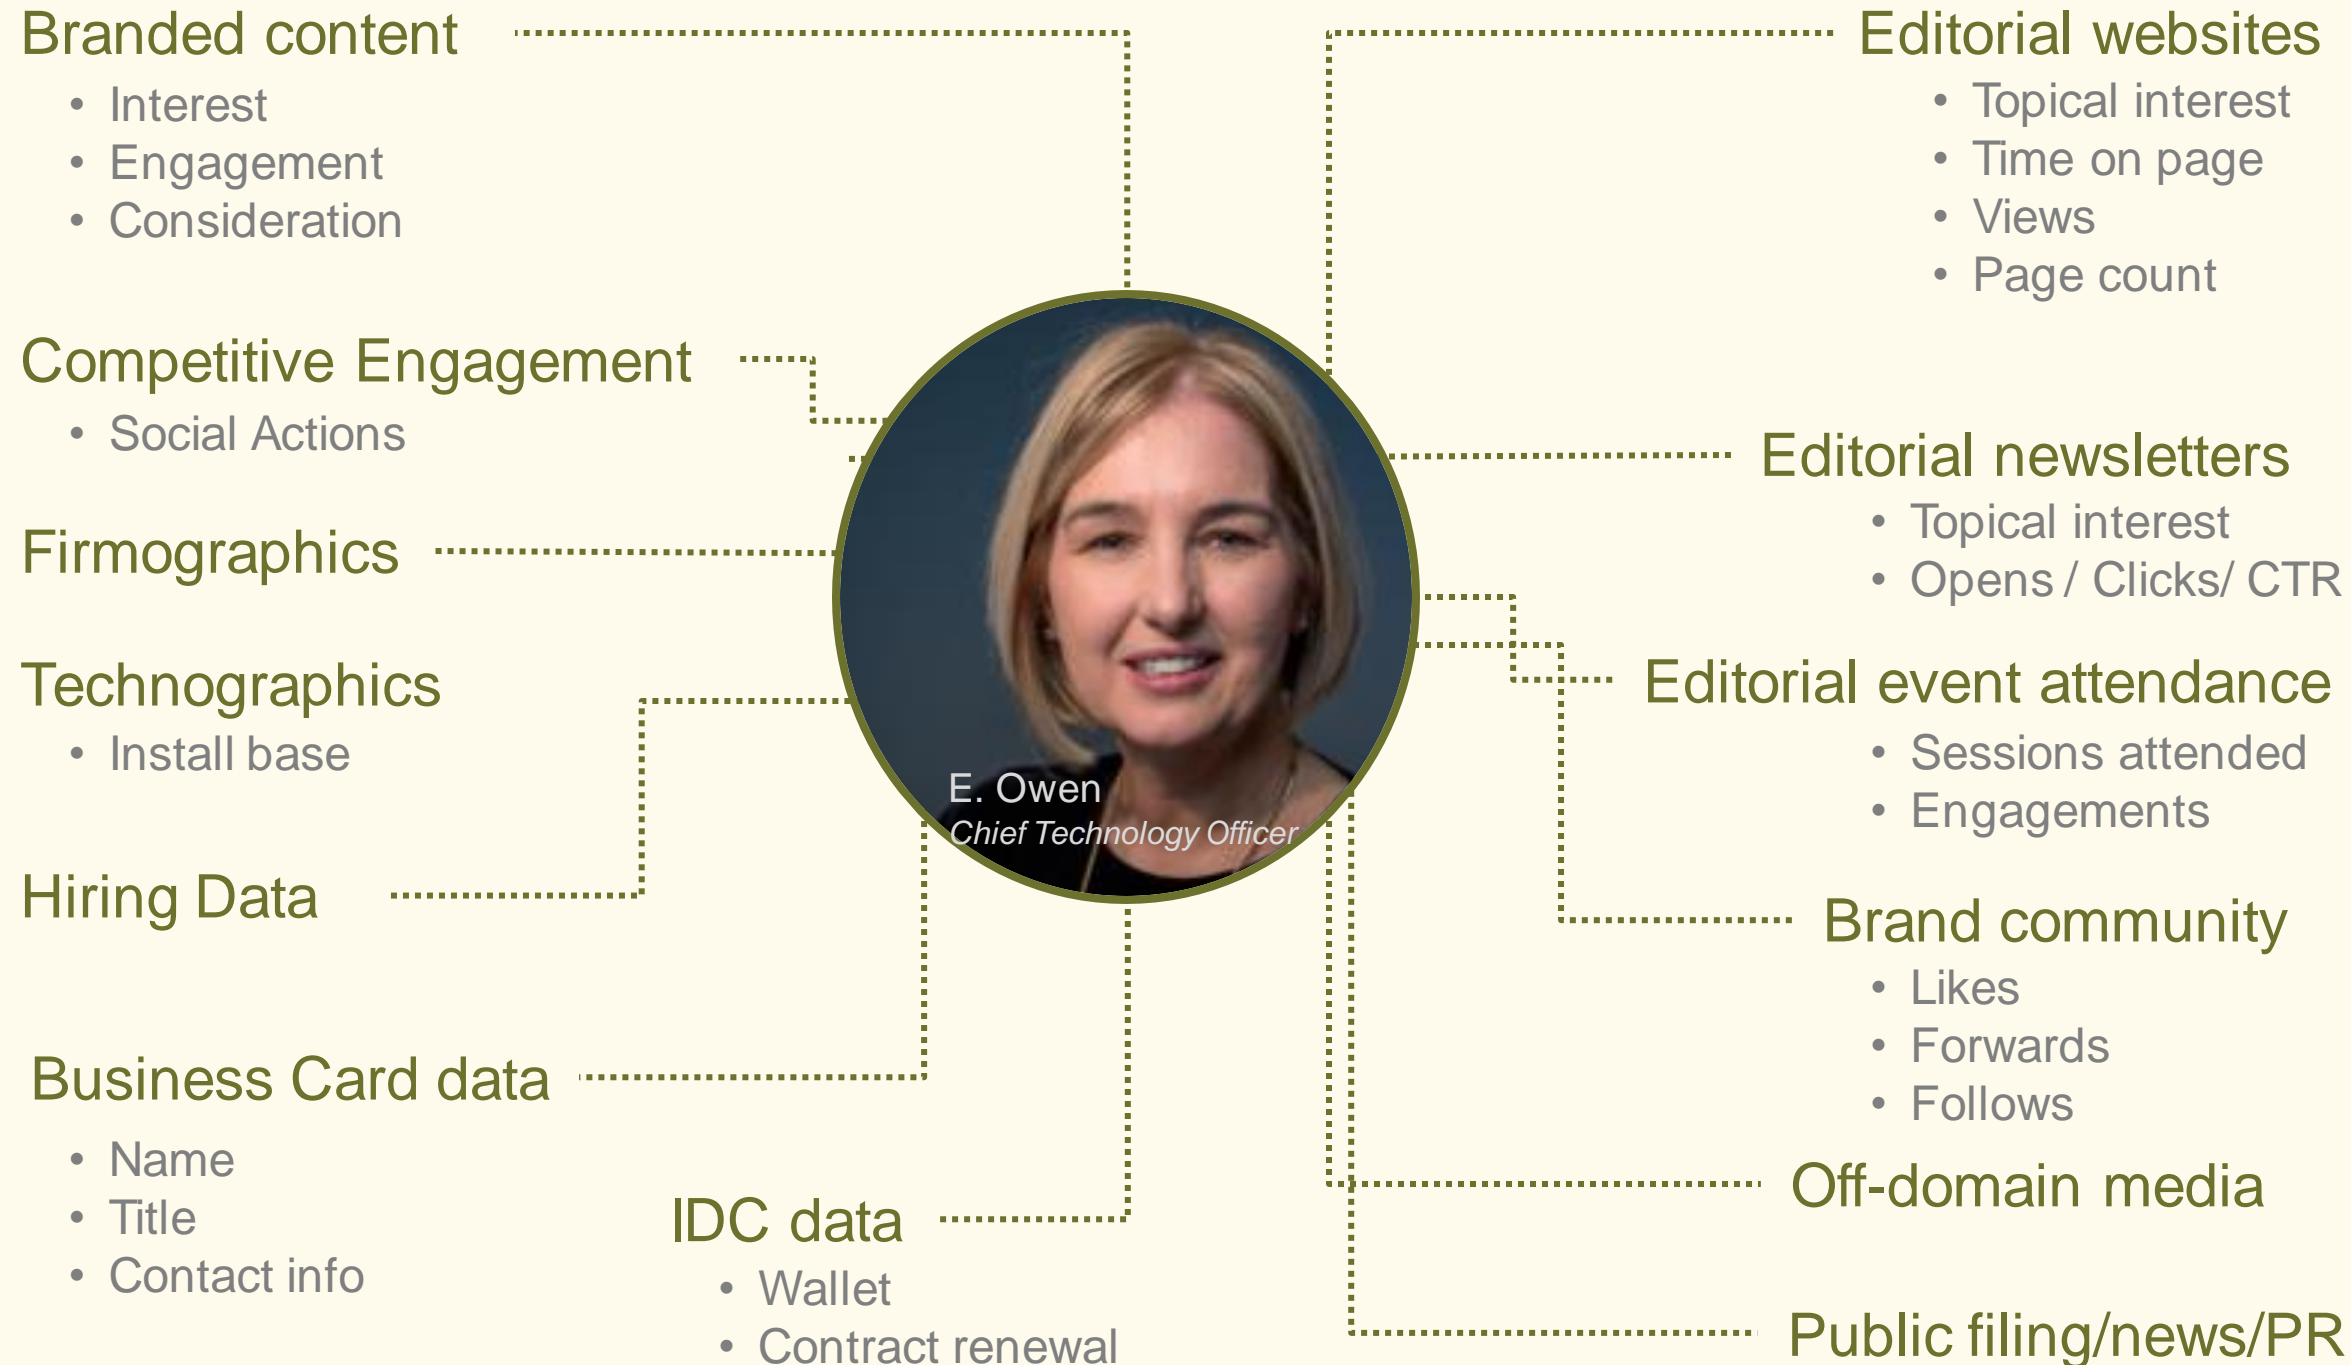 Branded content
• Interest
• Engagement
• Consideration
Competitive Engagement
• Social Actions
Firmographics
Technographics
• Install base
Hiring Data
Business Card data
• Name
• Title
• Contact info
IDC data
• Wallet
• Contract renewal
E. Owen
Chief Technology Officer
Editorial websites
• Topical interest
• Time on page
• Views
• Page count
Editorial newsletters
• Topical interest
• Opens / Clicks/ CTR
Editorial event attendance
• Sessions attended
• Engagements
Brand community
• Likes
• Forwards
• Follows
Off-domain media
Public filing/news/PR